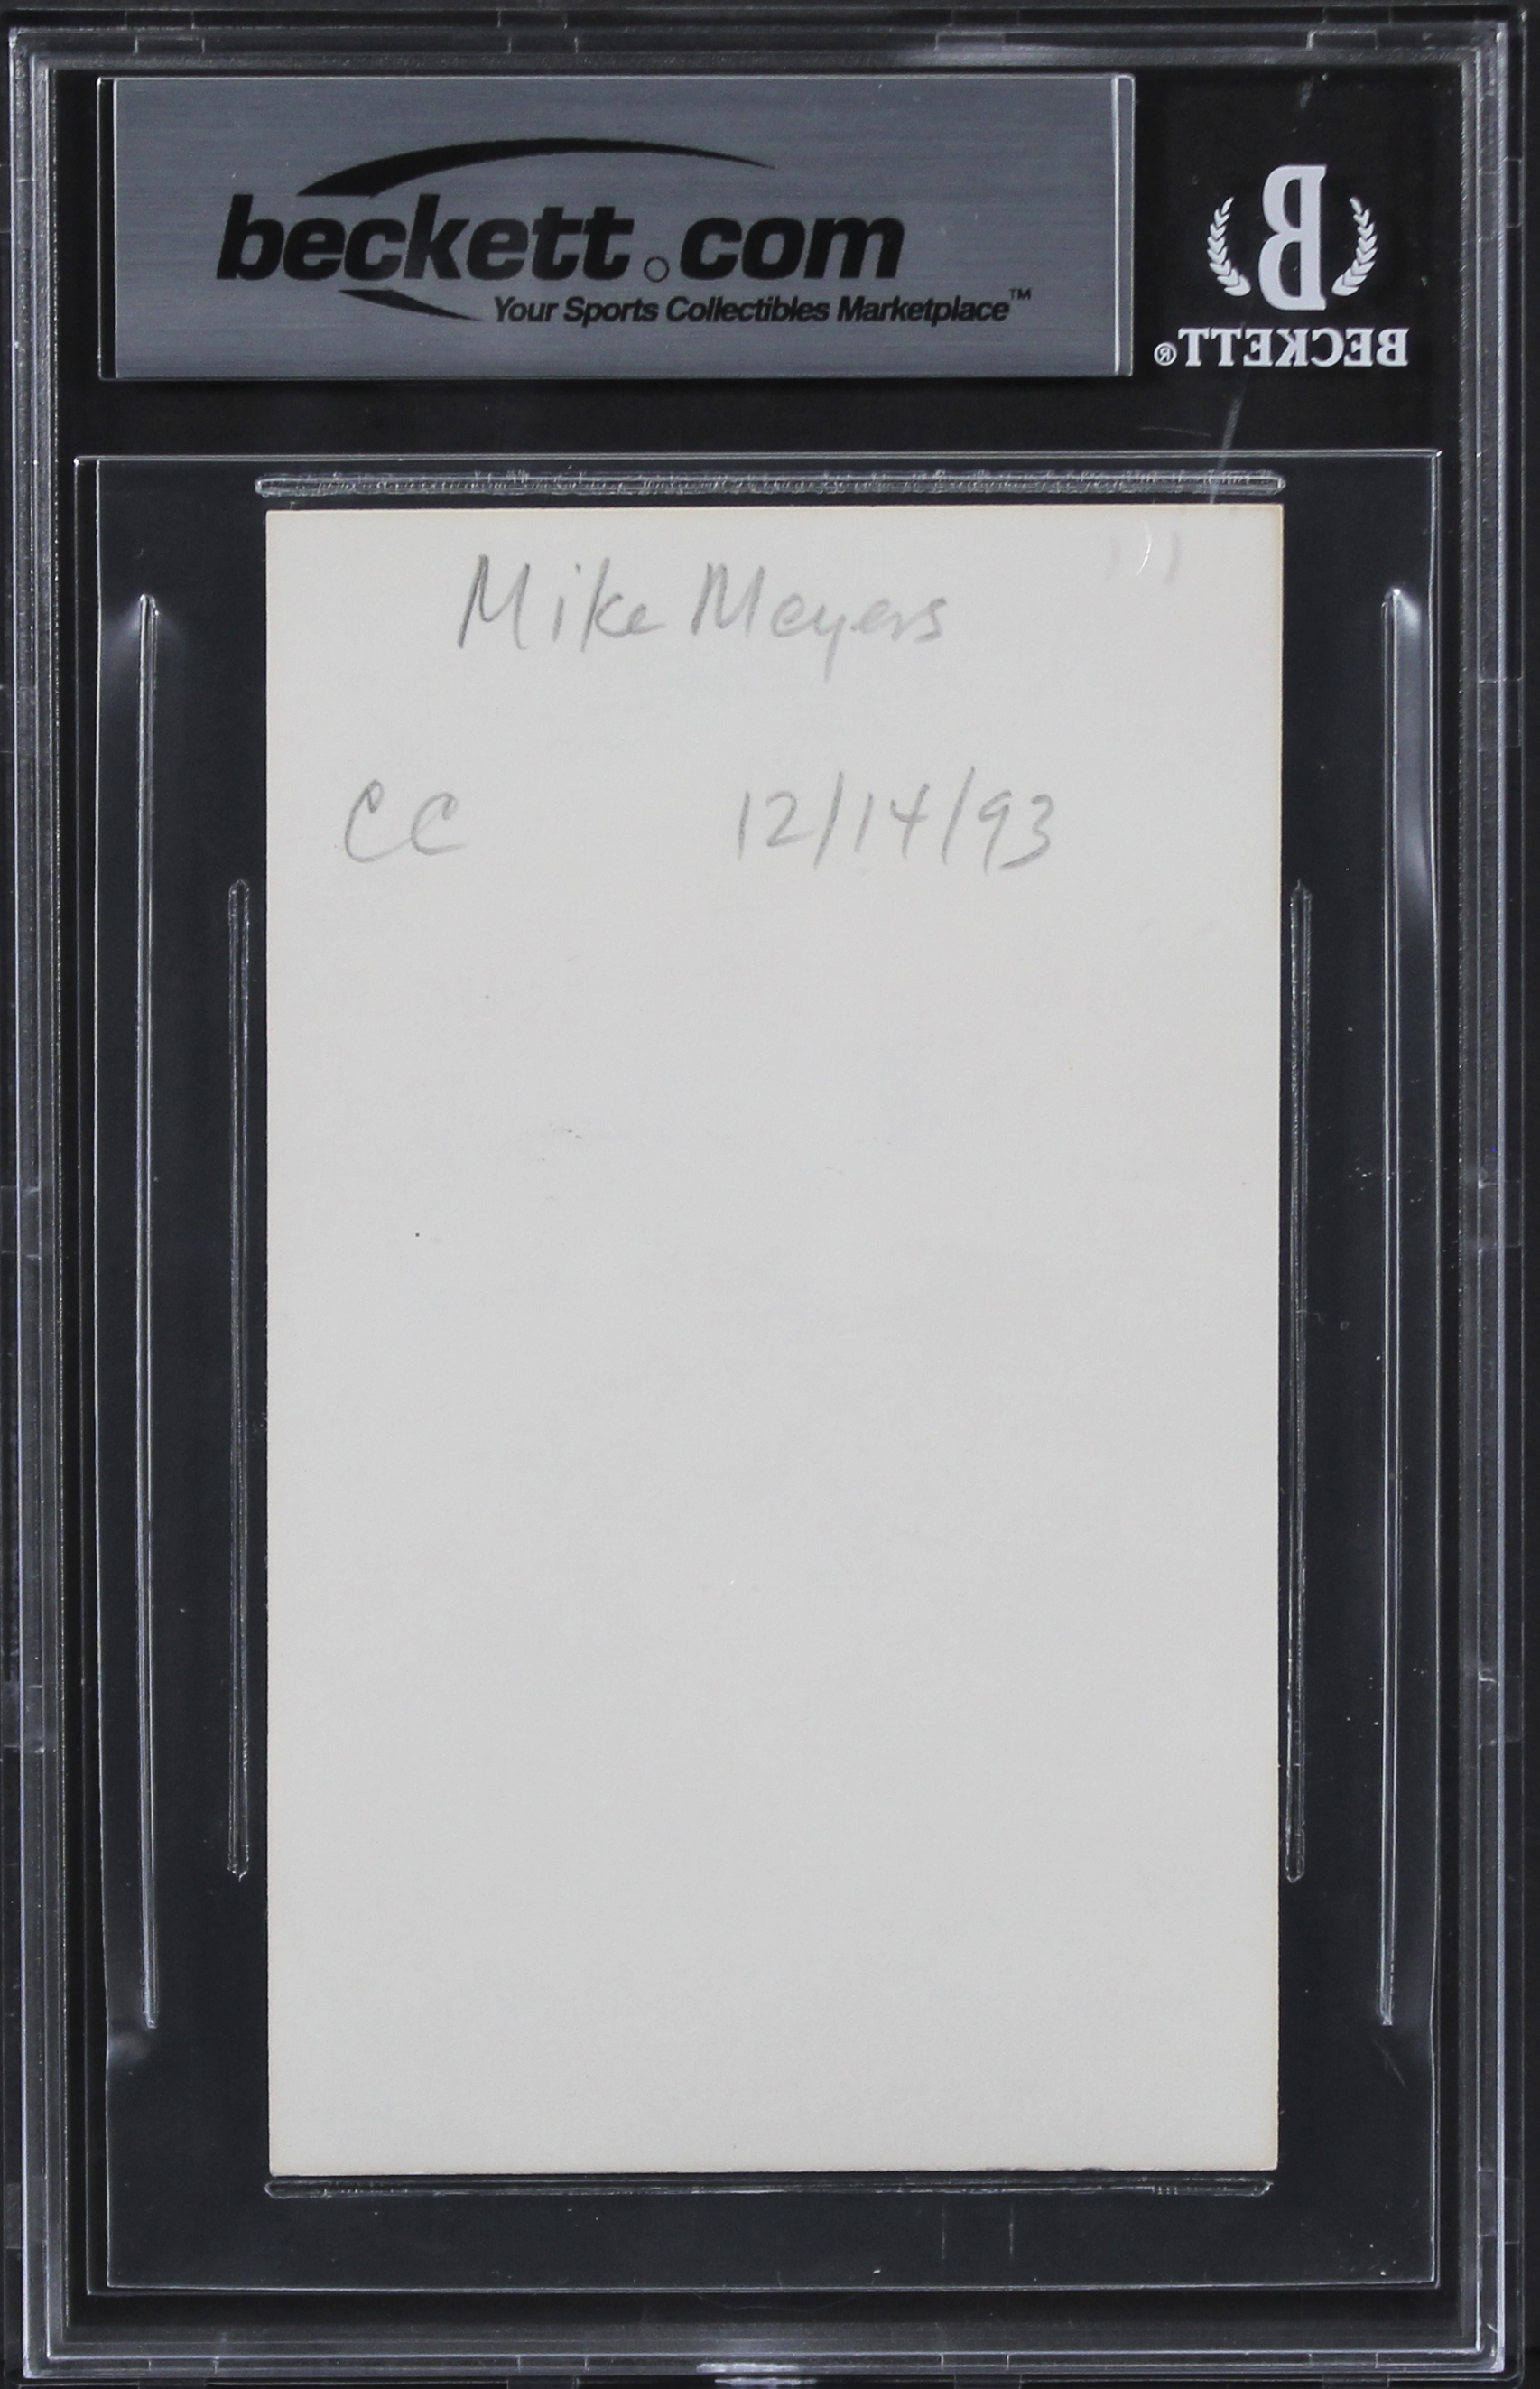 beckett.com
Your Sports Collectibles Marketplace™
B
BECKETT®
Mike Meyers
CC 12/14/93